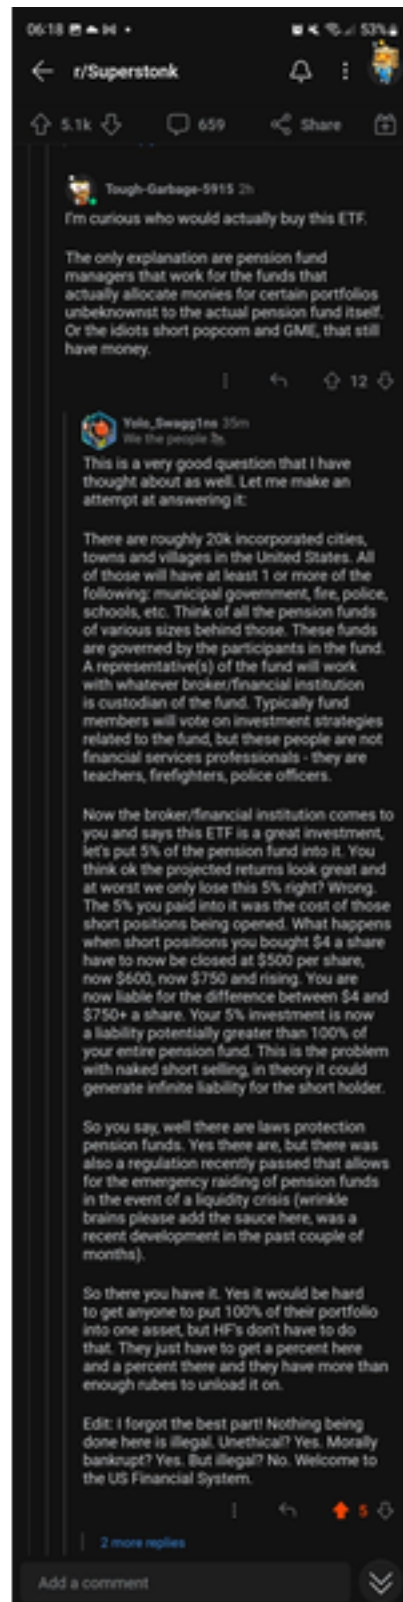 06:18
53%
r/Superstonk
5.1k
659
Share
Tough-Garbage-5915 2h
I'm curious who would actually buy this ETF.
The only explanation are pension fund
managers that work for the funds that
actually allocate monies for certain portfolios
unbeknownst to the actual pension fund itself.
Or the idiots short popcorn and GME, that still
have money.
12
Yolo_Swagg1ns 35m
We the people
This is a very good question that I have
thought about as well. Let me make an
attempt at answering it:
There are roughly 20k incorporated cities,
towns and villages in the United States. All
of those will have at least 1 or more of the
following: municipal government, fire, police,
schools, etc. Think of all the pension funds
of various sizes behind those. These funds
are governed by the participants in the fund.
A representative(s) of the fund will work
with whatever broker/financial institution
is custodian of the fund. Typically fund
members will vote on investment strategies
related to the fund, but these people are not
financial services professionals - they are
teachers, firefighters, police officers.
Now the broker/financial institution comes to
you and says this ETF is a great investment,
let's put 5% of the pension fund into it. You
think ok the projected returns look great and
at worst we only lose this 5% right? Wrong.
The 5% you paid into it was the cost of those
short positions being opened. What happens
when short positions you bought $4 a share
have to now be closed at $500 per share,
now $600, now $750 and rising. You are
now liable for the difference between $4 and
$750+ a share. Your 5% investment is now
a liability potentially greater than 100% of
your entire pension fund. This is the problem
with naked short selling, in theory it could
generate infinite liability for the short holder.
So you say, well there are laws protection
pension funds. Yes there are, but there was
also a regulation recently passed that allows
for the emergency raiding of pension funds
in the event of a liquidity crisis (wrinkle
brains please add the sauce here, was a
recent development in the past couple of
months).
So there you have it. Yes it would be hard
to get anyone to put 100% of their portfolio
into one asset, but HF's don't have to do
that. They just have to get a percent here
and a percent there and they have more than
enough rubes to unload it on.
Edit: I forgot the best part! Nothing being
done here is illegal. Unethical? Yes. Morally
bankrupt? Yes. But illegal? No. Welcome to
the US Financial System.
5
2 more replies
Add a comment